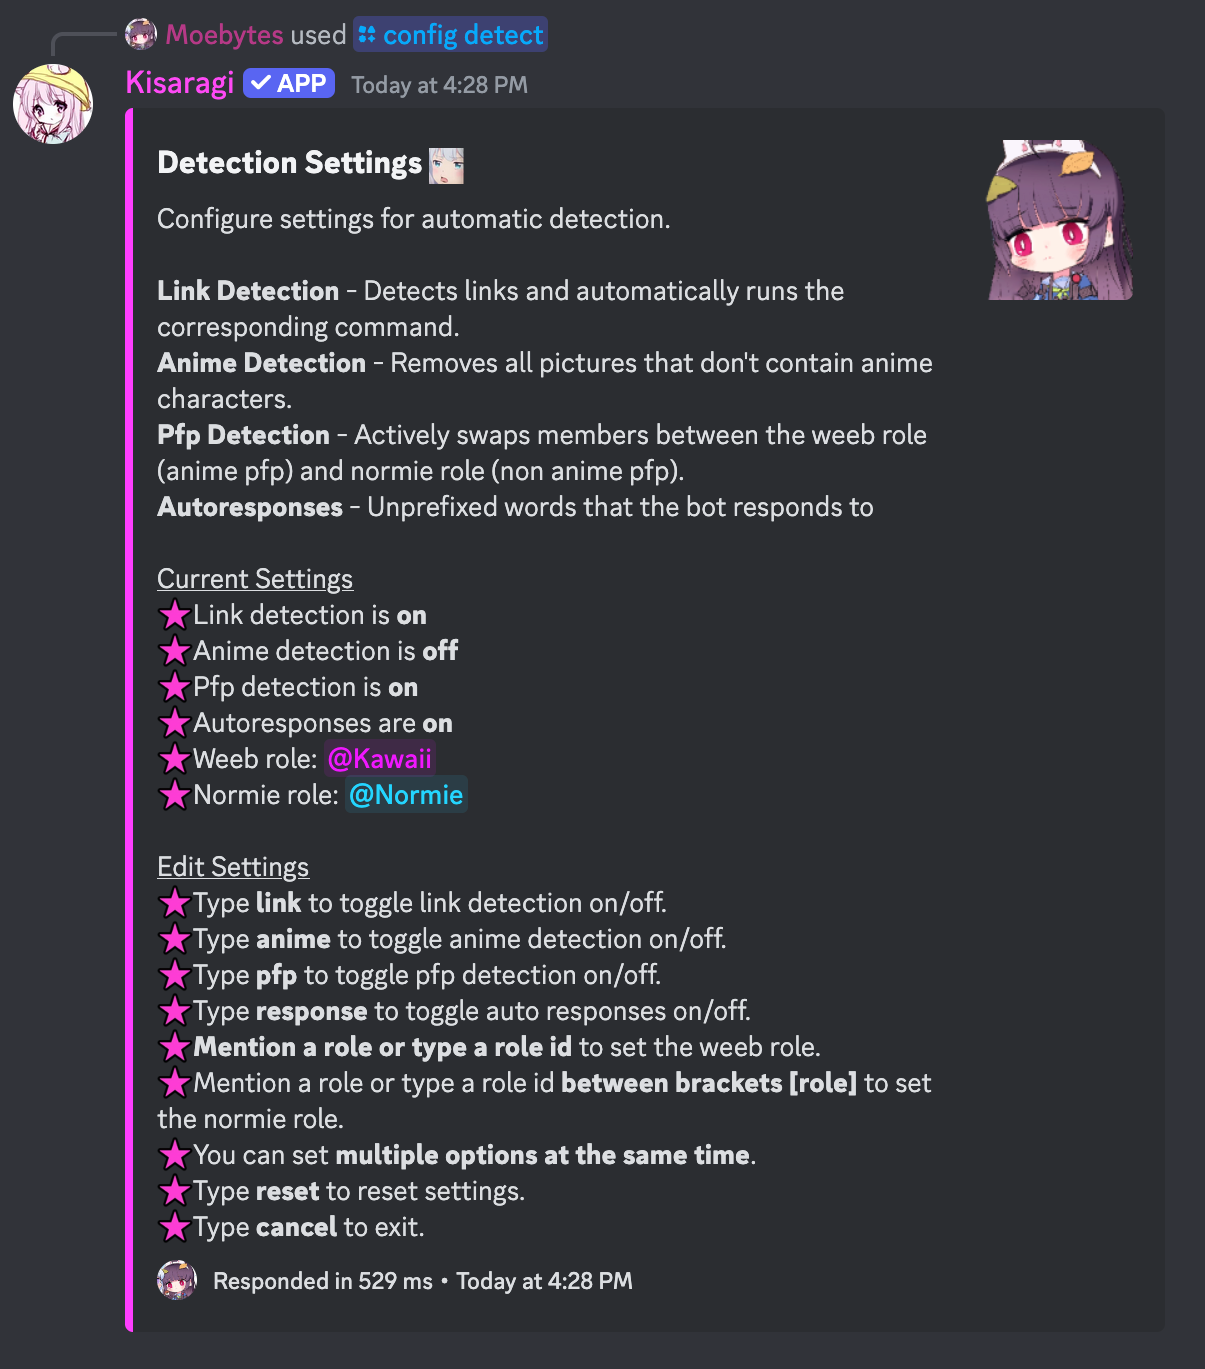 Moebytes used config detect
Kisaragi APP Today at 4:28 PM
Detection Settings
Configure settings for automatic detection.
Link Detection - Detects links and automatically runs the
corresponding command.
Anime Detection - Removes all pictures that don't contain anime
characters.
Pfp Detection - Actively swaps members between the weeb role
(anime pfp) and normie role (non anime pfp).
Autoresponses - Unprefixed words that the bot responds to
Current Settings
Link detection is on
Anime detection is off
Pfp detection is on
Autoresponses are on
Weeb role: @Kawaii
Normie role: @Normie
Edit Settings
Type link to toggle link detection on/off.
Type anime to toggle anime detection on/off.
Type pfp to toggle pfp detection on/off.
Type response to toggle auto responses on/off.
Mention a role or type a role id to set the weeb role.
Mention a role or type a role id between brackets [role] to set
the normie role.
You can set multiple options at the same time.
Type reset to reset settings.
Type cancel to exit.
Responded in 529 ms • Today at 4:28 PM